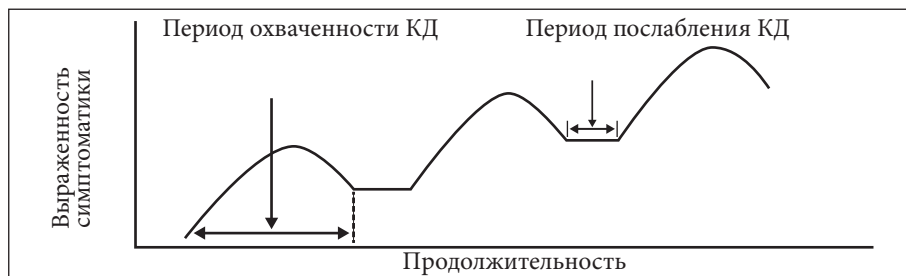 Период охваченности КД
Период послабления КД
Выраженность
симптоматики
Продолжительность